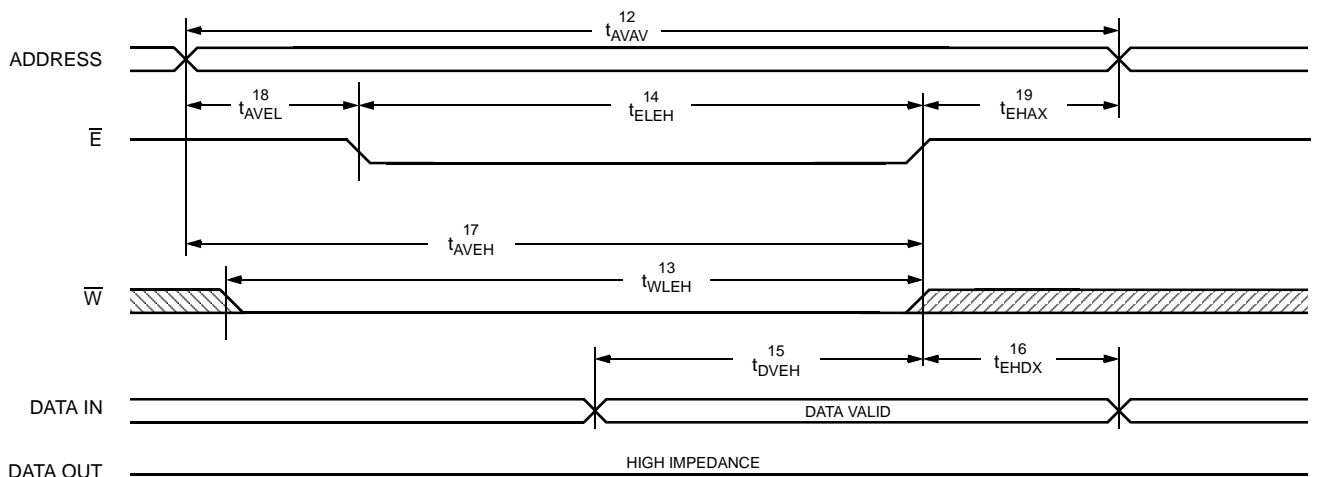 12
tAVAV
ADDRESS
18
tAVEL
14
tELEH
19
tEHAX
E
17
tAVEH
13
tWLEH
W
15
tDVEH
16
tEHDX
DATA IN
DATA VALID
HIGH IMPEDANCE
DATA OUT